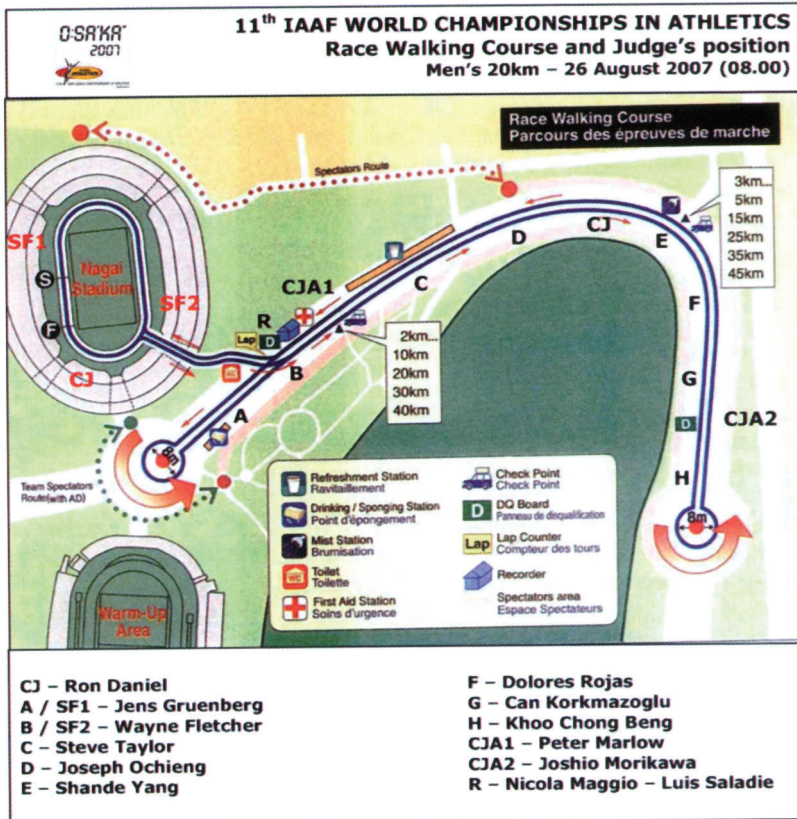 O:SA'KA"
2007
11th IAAF WORLD CHAMPIONSHIPS IN ATHLETICS
Race Walking Course and Judge's position
Men's 20km – 26 August 2007 (08.00)
Race Walking Course
Parcours des épreuves de marche
Spectators Route
3km...
5km
15km
25km
35km
45km
SF1
Nagai
Stadium
S
F
SF2
CJ
CJA1
R
Lap
D
WC
B
A
C
D
CJ
E
F
G
D
CJA2
H
2km...
10km
20km
30km
40km
8m
8m
Team Spectators
Route(with AD)
Warm-Up
Area
Refreshment Station
Ravitaillement
Drinking / Sponging Station
Point d'épongement
Mist Station
Brumisation
WC
Toilet
Toilette
First Aid Station
Soins d'urgence
Check Point
Check Point
D
DQ Board
Panneau de disqualification
Lap
Lap Counter
Compteur des tours
Recorder
Spectators area
Espace Spectateurs
CJ – Ron Daniel
A / SF1 – Jens Gruenberg
B / SF2 – Wayne Fletcher
C – Steve Taylor
D – Joseph Ochieng
E – Shande Yang
F – Dolores Rojas
G – Can Korkmazoglu
H – Khoo Chong Beng
CJA1 – Peter Marlow
CJA2 – Joshio Morikawa
R – Nicola Maggio – Luis Saladie